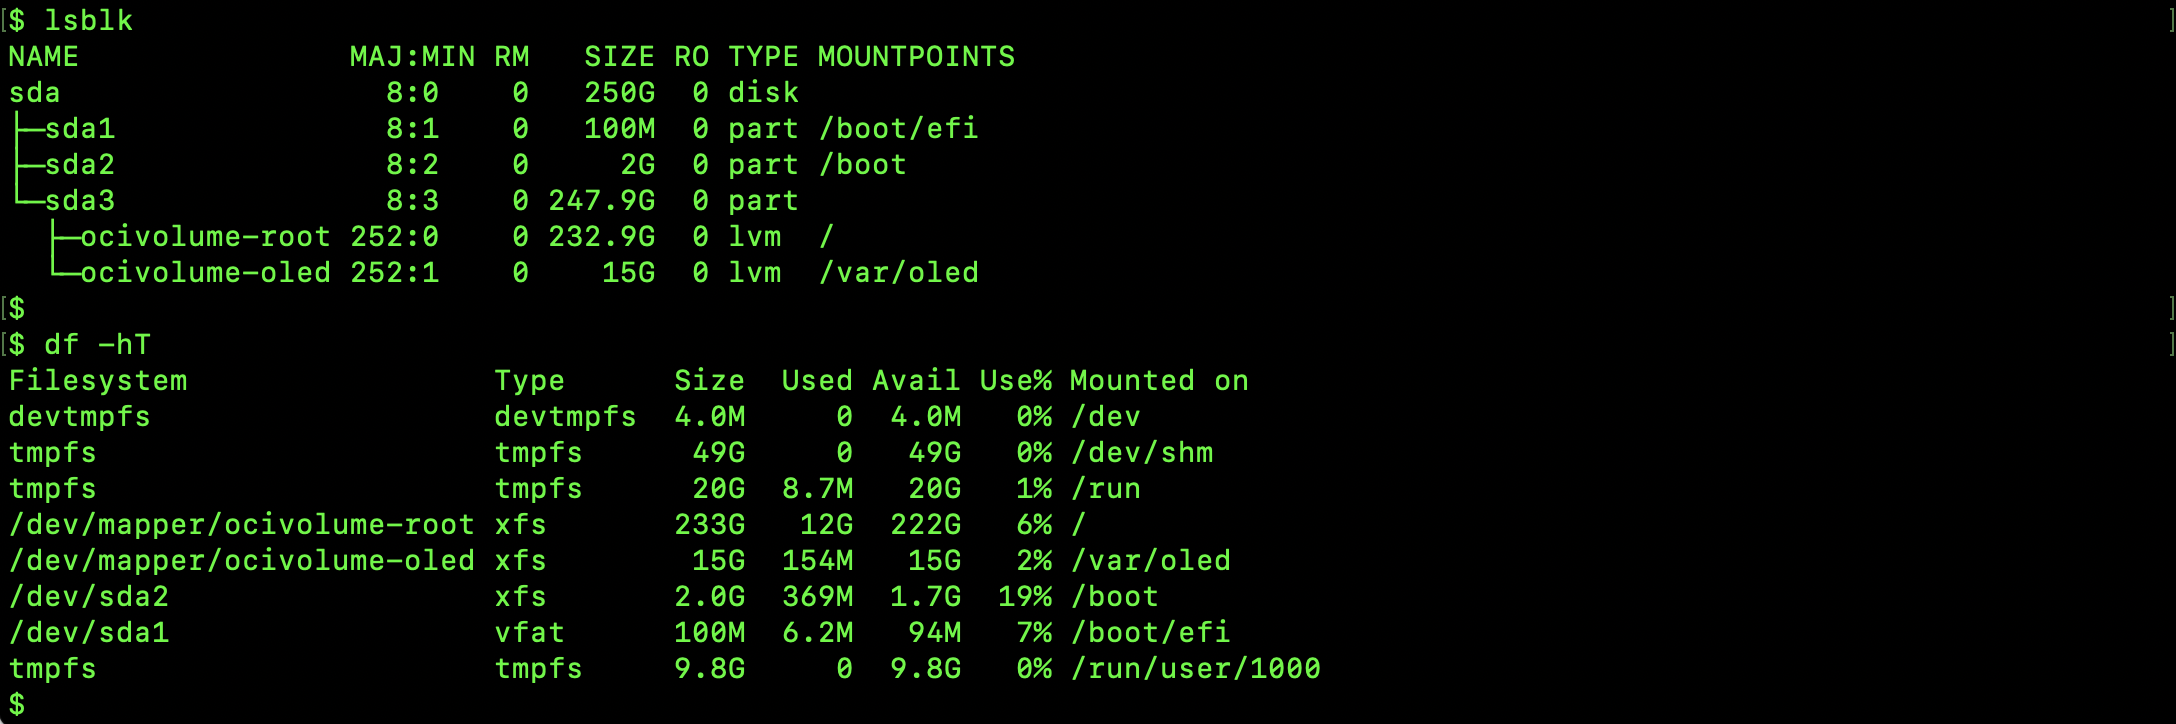 [$ lsblk ]
NAME               MAJ:MIN RM   SIZE RO TYPE MOUNTPOINTS
sda                  8:0    0   250G  0 disk
├─sda1               8:1    0   100M  0 part /boot/efi
├─sda2               8:2    0     2G  0 part /boot
└─sda3               8:3    0 247.9G  0 part
  ├─ocivolume-root 252:0    0 232.9G  0 lvm  /
  └─ocivolume-oled 252:1    0    15G  0 lvm  /var/oled
[$ ]
[$ df -hT ]
Filesystem                 Type      Size  Used Avail Use% Mounted on
devtmpfs                   devtmpfs  4.0M     0  4.0M   0% /dev
tmpfs                      tmpfs      49G     0   49G   0% /dev/shm
tmpfs                      tmpfs      20G  8.7M   20G   1% /run
/dev/mapper/ocivolume-root xfs       233G   12G  222G   6% /
/dev/mapper/ocivolume-oled xfs        15G  154M   15G   2% /var/oled
/dev/sda2                  xfs       2.0G  369M  1.7G  19% /boot
/dev/sda1                  vfat      100M  6.2M   94M   7% /boot/efi
tmpfs                      tmpfs     9.8G     0  9.8G   0% /run/user/1000
$